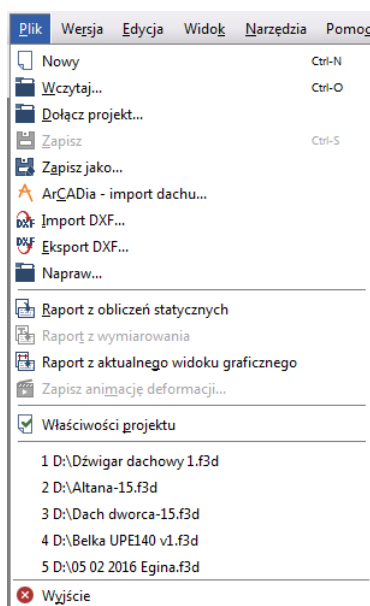 Plik Wersja Edycja Widok Narzędzia
Nowy Ctrl-N
Wczytaj... Ctrl-O
Dołącz projekt...
Zapisz Ctrl-S
Zapisz jako...
ArCADia - import dachu...
DXF Import DXF...
DXF Eksport DXF...
Napraw...
Raport z obliczeń statycznych
Raport z wymiarowania
Raport z aktualnego widoku graficznego
Zapisz animację deformacji...
Właściwości projektu
1 D:\Dźwigar dachowy 1.f3d
2 D:\Altana-15.f3d
3 D:\Dach dworca-15.f3d
4 D:\Belka UPE140 v1.f3d
5 D:\05 02 2016 Egina.f3d
Wyjście